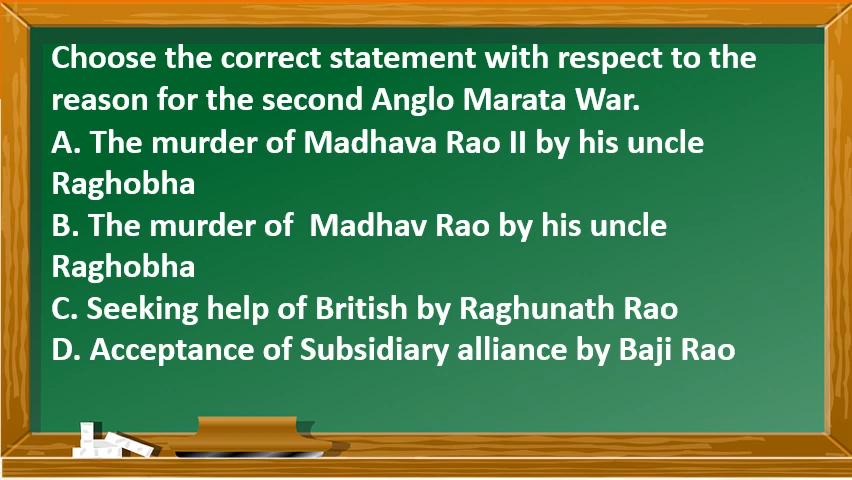 Choose the correct statement with respect to the
reason for the second Anglo Marata War.
A. The murder of Madhava Rao II by his uncle
Raghobha
B. The murder of  Madhav Rao by his uncle
Raghobha
C. Seeking help of British by Raghunath Rao
D. Acceptance of Subsidiary alliance by Baji Rao